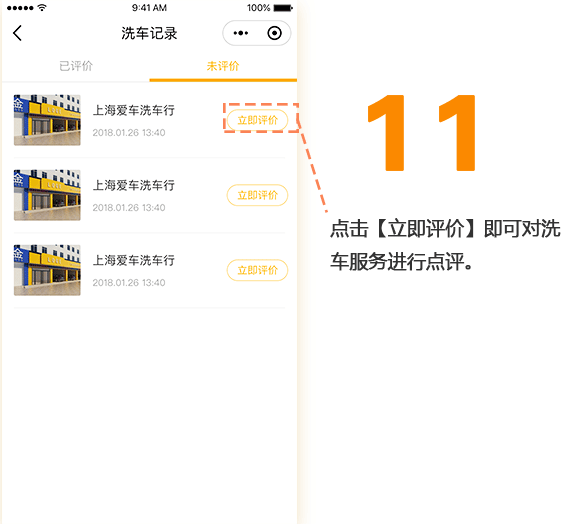 9:41 AM
100%
洗车记录
已评价
未评价
上海爱车洗车行
2018.01.26 13:40
立即评价
上海爱车洗车行
2018.01.26 13:40
立即评价
上海爱车洗车行
2018.01.26 13:40
立即评价
11
点击【立即评价】即可对洗
车服务进行点评。